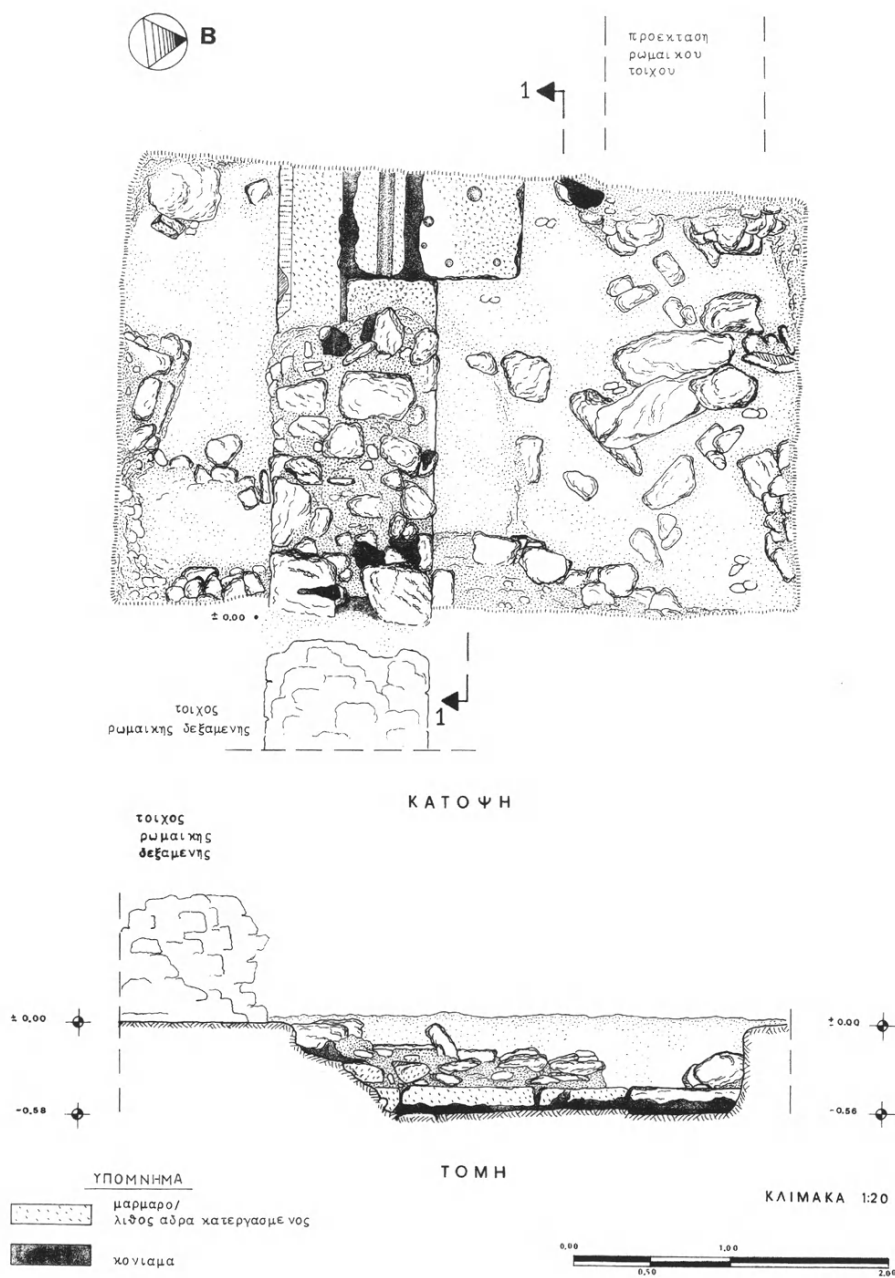 Β
προεκταση
ρωμαικου
τοιχου
1
± 0.00
τοιχος
ρωμαικης δεξαμενης
1
ΚΑΤΟΨΗ
τοιχος
ρωμαικης
δεξαμενης
± 0.00
± 0.00
-0.58
-0.56
ΤΟΜΗ
ΥΠΟΜΝΗΜΑ
μαρμαρο/
λιθος αδρα κατεργασμενος
κονιαμα
ΚΛΙΜΑΚΑ 1:20
0,00 1,00
0,50 2,00